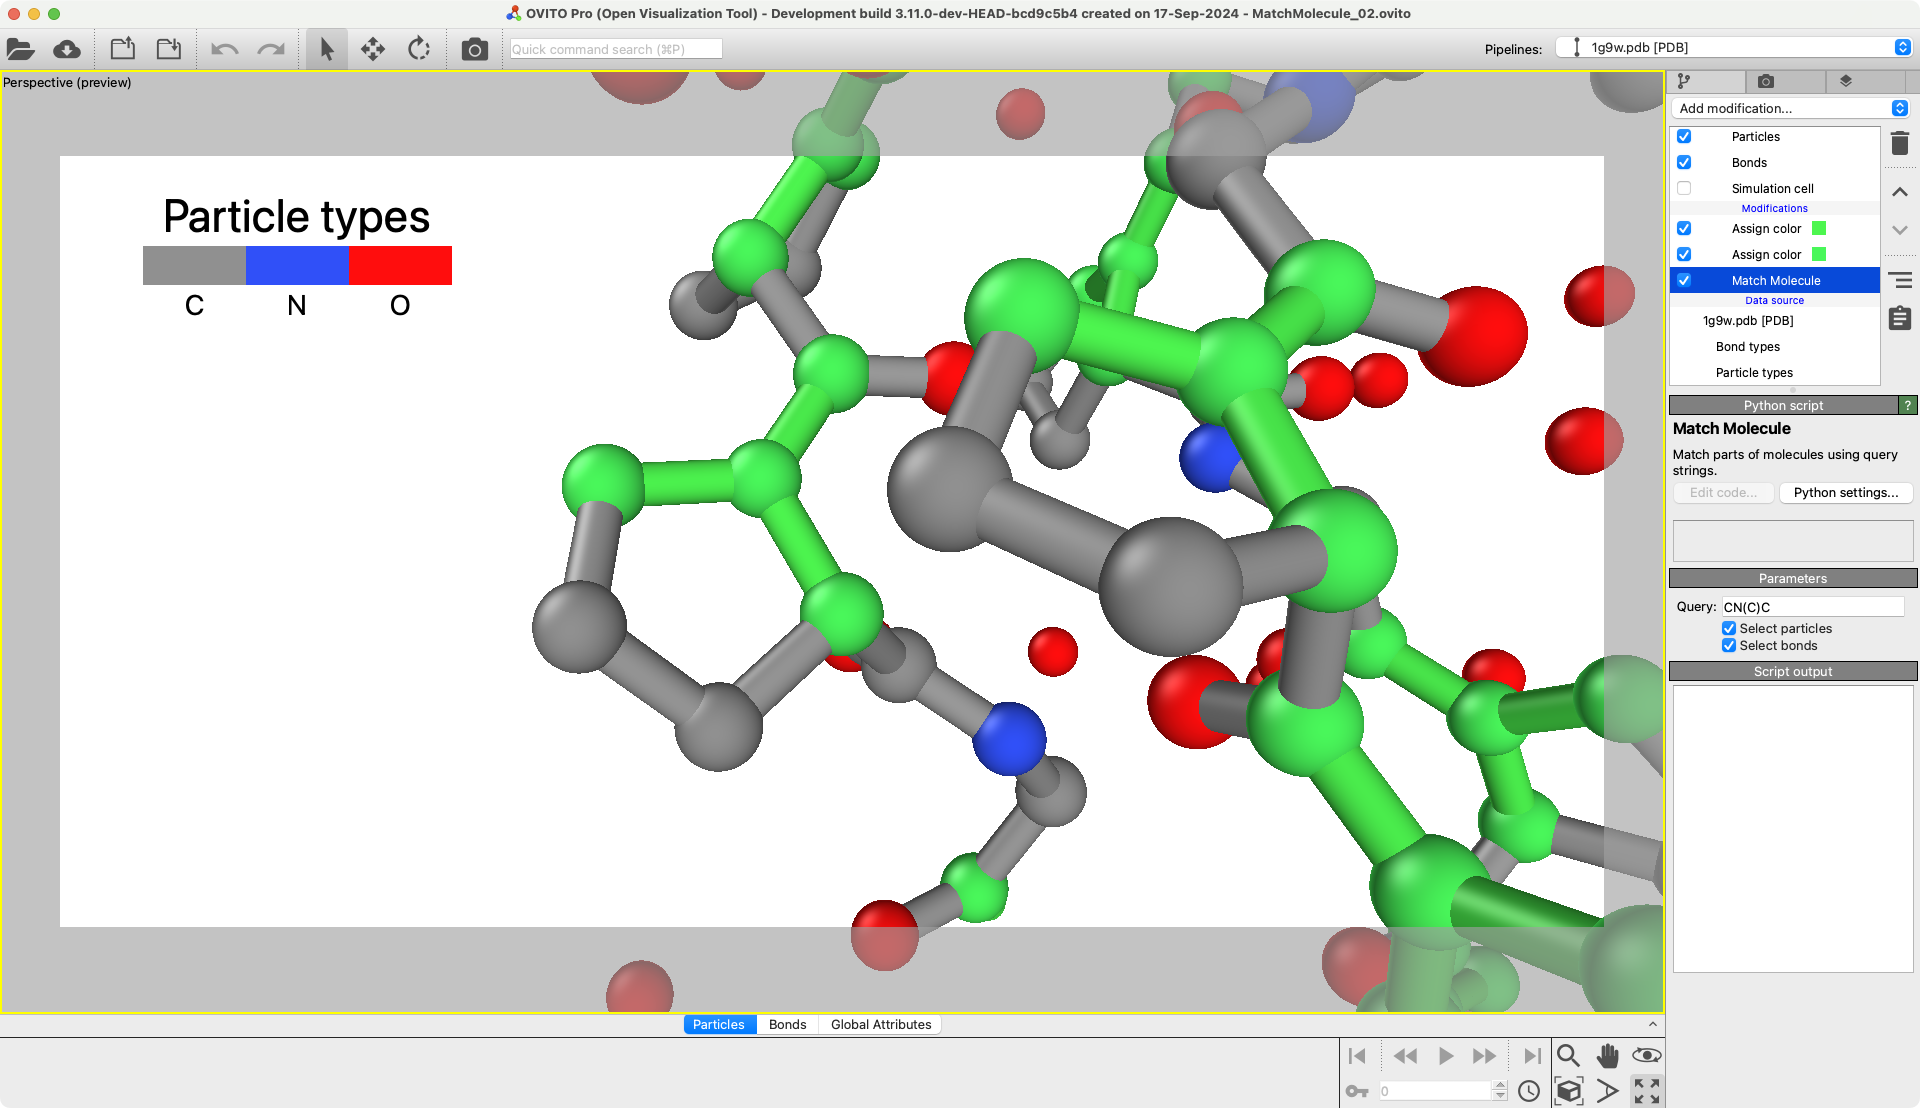 OVITO Pro (Open Visualization Tool) - Development build 3.11.0-dev-HEAD-bcd9c5b4 created on 17-Sep-2024 - MatchMolecule_02.ovito
Quick command search (⌘P)
Pipelines:
1g9w.pdb [PDB]
Perspective (preview)
Particle types
C N O
Add modification...
Particles
Bonds
Simulation cell
Modifications
Assign color
Assign color
Match Molecule
Data source
1g9w.pdb [PDB]
Bond types
Particle types
Python script ?
Match Molecule
Match parts of molecules using query
strings.
Edit code... Python settings...
Parameters
Query: CN(C)C
Select particles
Select bonds
Script output
Particles Bonds Global Attributes
0